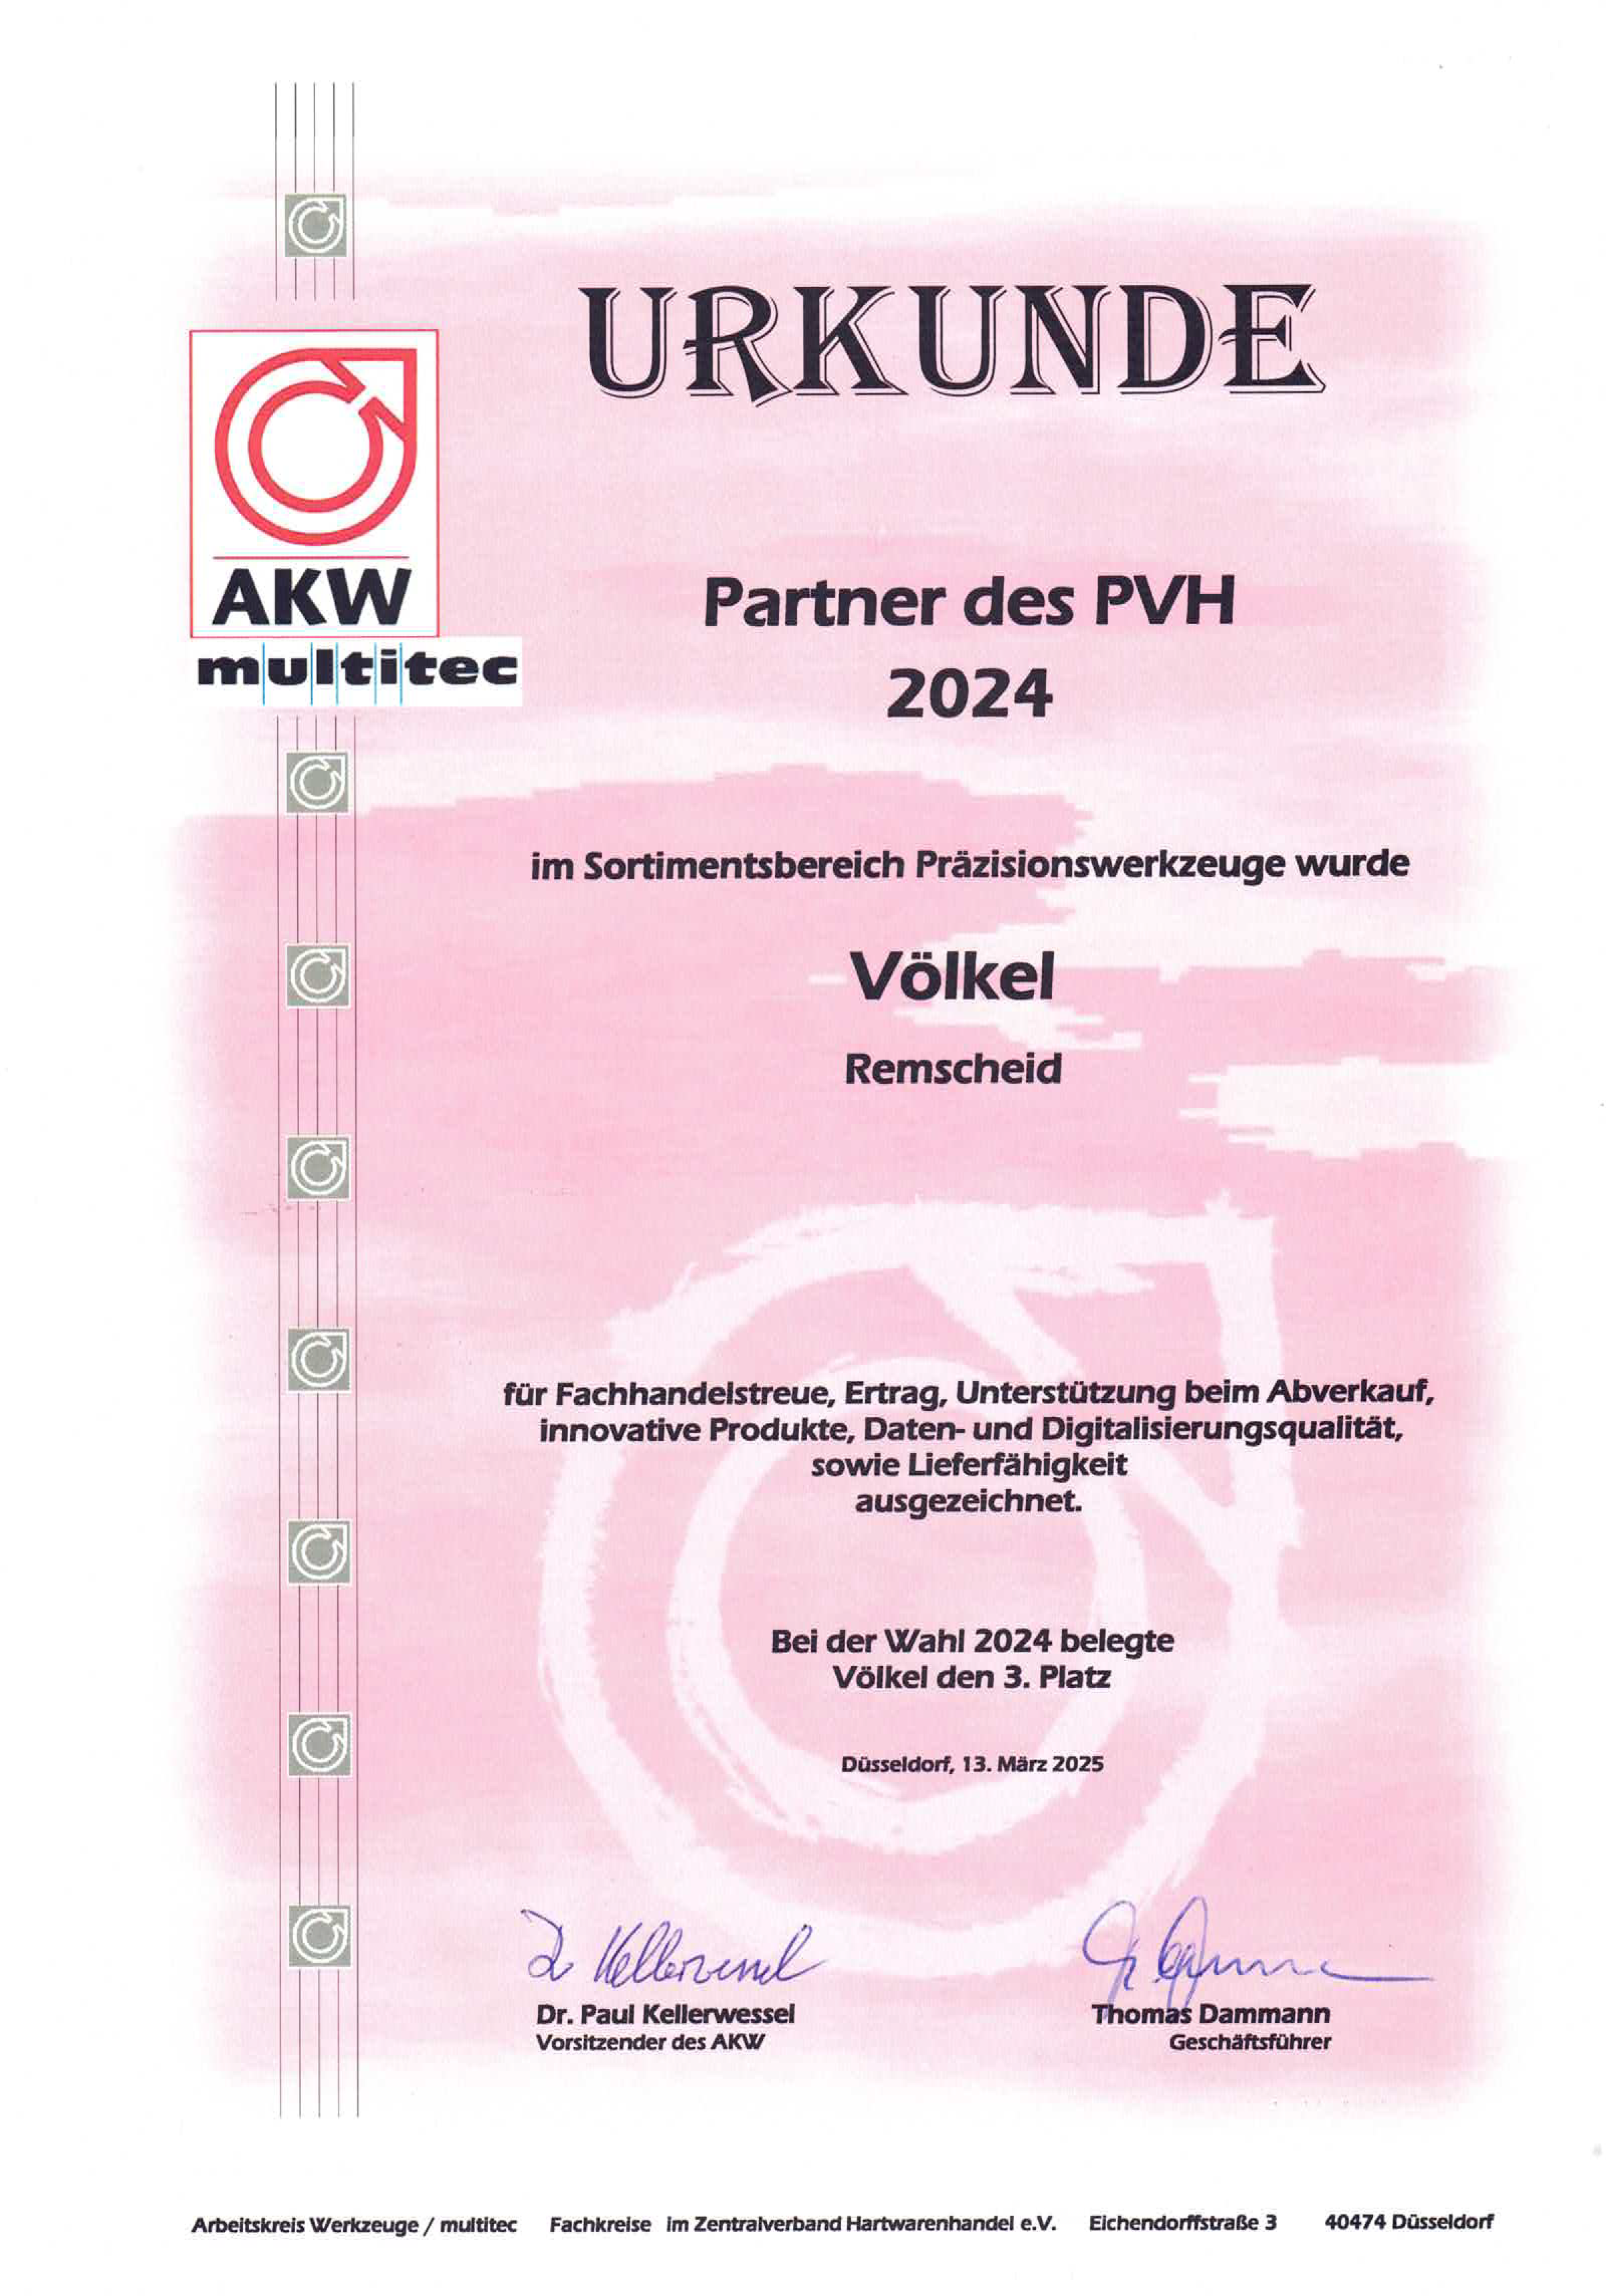 URKUNDE
AKW
multitec
Partner des PVH
2024
im Sortimentsbereich Präzisionswerkzeuge wurde
Völkel
Remscheid
für Fachhandelstreue, Ertrag, Unterstützung beim Abverkauf,
innovative Produkte, Daten- und Digitalisierungsqualität,
sowie Lieferfähigkeit
ausgezeichnet.
Bei der Wahl 2024 belegte
Völkel den 3. Platz
Düsseldorf, 13. März 2025
Dr. Paul Kellerwessel
Vorsitzender des AKW
Thomas Dammann
Geschäftsführer
Arbeitskreis Werkzeuge / multitec Fachkreise im Zentralverband Hartwarenhandel e.V. Eichendorffstraße 3 40474 Düsseldorf